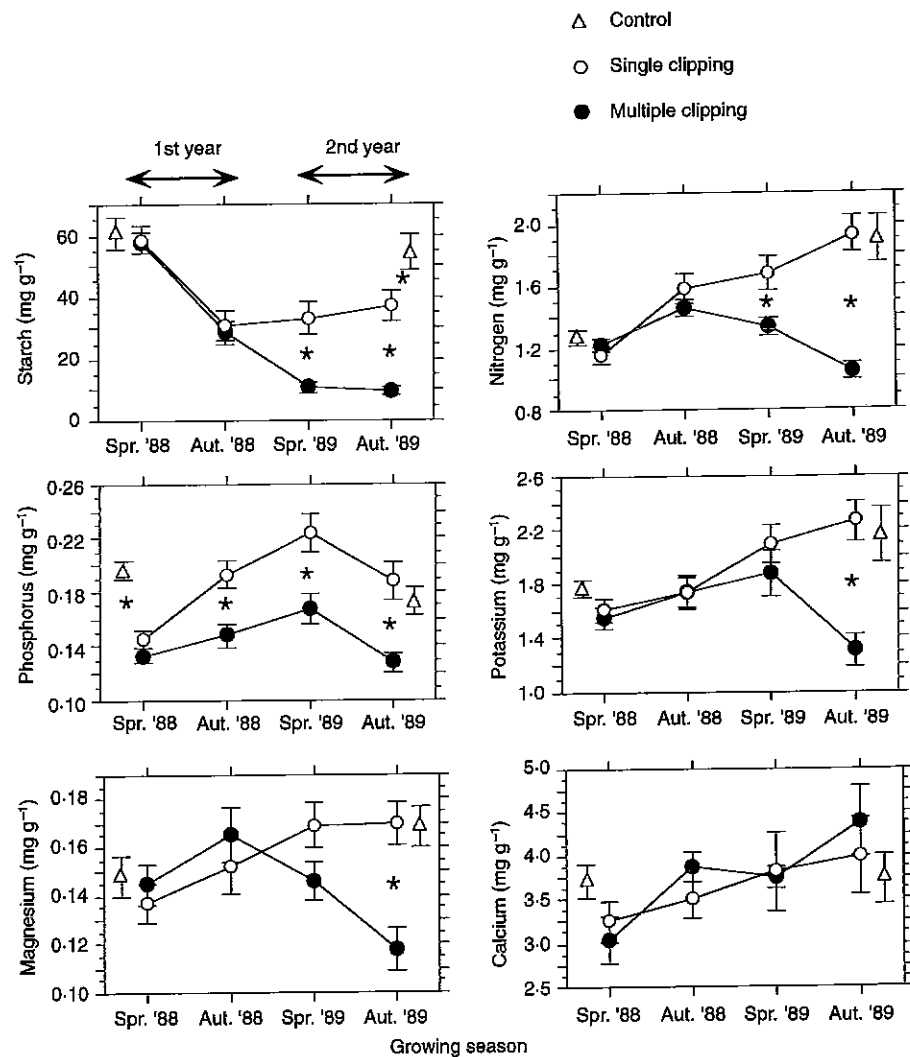 Control
Single clipping
Multiple clipping
1st year
2nd year
Starch (mg g⁻¹)
60
40
20
0
Spr. '88 Aut. '88 Spr. '89 Aut. '89
*
*
*
Nitrogen (mg g⁻¹)
2·0
1·6
1·2
0·8
Spr. '88 Aut. '88 Spr. '89 Aut. '89
*
*
Phosphorus (mg g⁻¹)
0·26
0·22
0·18
0·14
0·10
Spr. '88 Aut. '88 Spr. '89 Aut. '89
*
*
*
*
Potassium (mg g⁻¹)
2·6
2·2
1·8
1·4
1·0
Spr. '88 Aut. '88 Spr. '89 Aut. '89
*
Magnesium (mg g⁻¹)
0·18
0·16
0·14
0·12
0·10
Spr. '88 Aut. '88 Spr. '89 Aut. '89
*
Calcium (mg g⁻¹)
5·0
4·5
4·0
3·5
3·0
2·5
Spr. '88 Aut. '88 Spr. '89 Aut. '89
Growing season